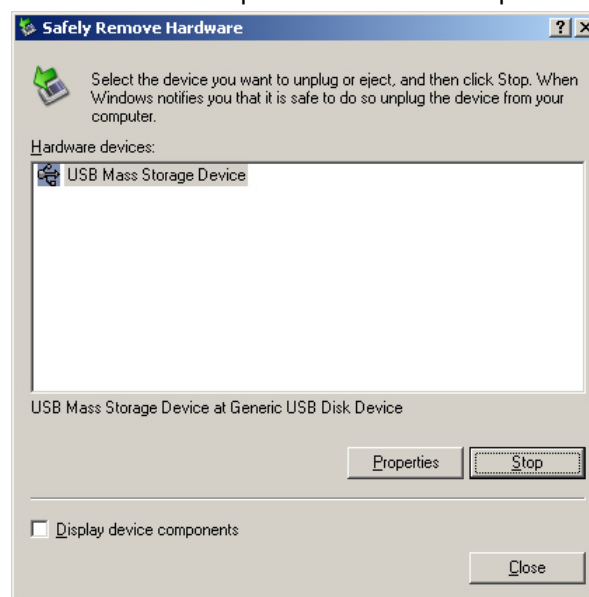 Safely Remove Hardware
Select the device you want to unplug or eject, and then click Stop. When
Windows notifies you that it is safe to do so unplug the device from your
computer.
Hardware devices:
USB Mass Storage Device
USB Mass Storage Device at Generic USB Disk Device
Properties Stop
Display device components
Close